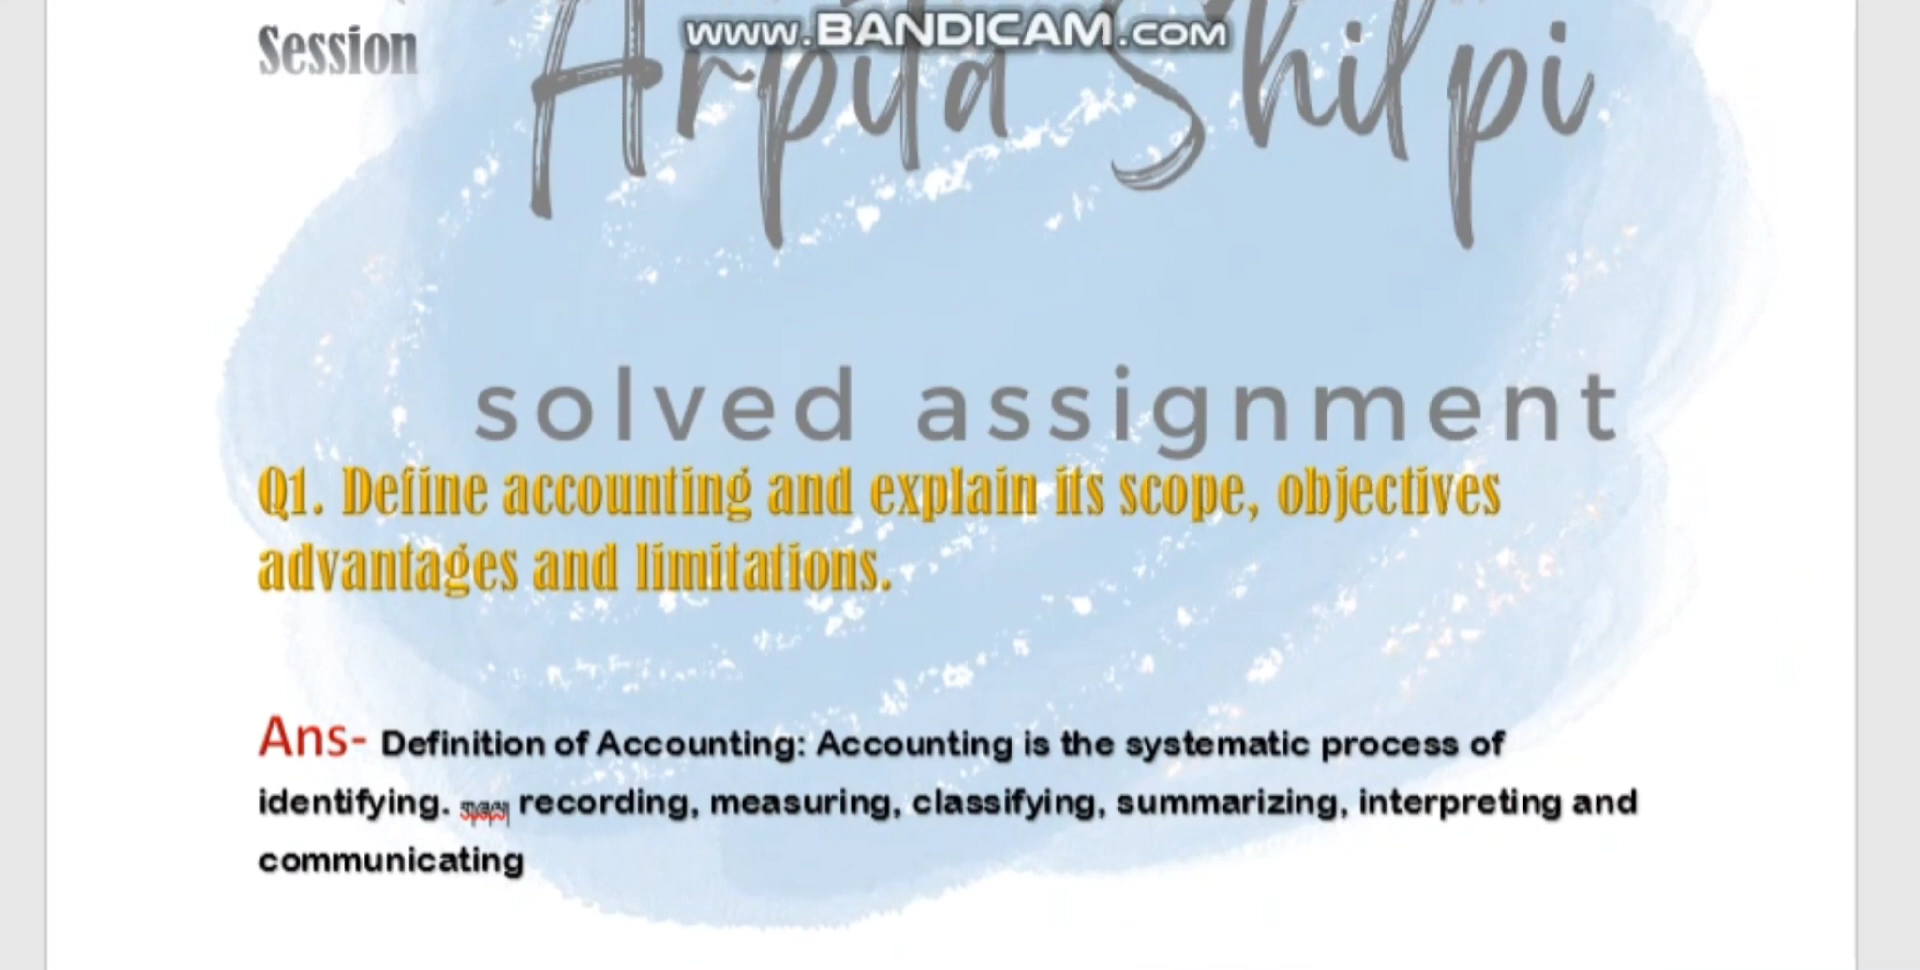 www.BANDICAM.com
Session
Arpita Shilpi
solved assignment
Q1. Define accounting and explain its scope, objectives
advantages and limitations.
Ans- Definition of Accounting: Accounting is the systematic process of
identifying. recording, measuring, classifying, summarizing, interpreting and
communicating